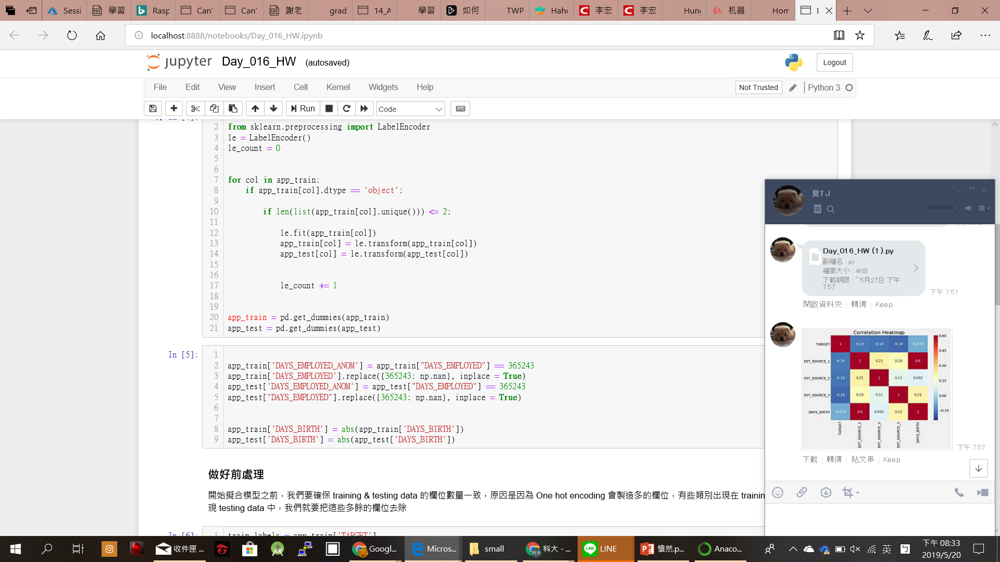 Sessi
學習
Rasp
Can'
Can'
謝老
grad
14_A
學習
如何
TWP
Haho
李宏
李宏
Hung
机器
Hom
localhost:8888/notebooks/Day_016_HW.ipynb
jupyter Day_016_HW (autosaved)
Logout
File Edit View Insert Cell Kernel Widgets Help
Not Trusted
Python 3
Run
Code
2 from sklearn.preprocessing import LabelEncoder
3 le = LabelEncoder()
4 le_count = 0
5
6
7 for col in app_train:
8 if app_train[col].dtype == 'object':
9
10 if len(list(app_train[col].unique())) <= 2:
11
12 le.fit(app_train[col])
13 app_train[col] = le.transform(app_train[col])
14 app_test[col] = le.transform(app_test[col])
15
16
17 le_count += 1
18
19
20 app_train = pd.get_dummies(app_train)
21 app_test = pd.get_dummies(app_test)
In [5]:
1
2 app_train['DAYS_EMPLOYED_ANOM'] = app_train["DAYS_EMPLOYED"] == 365243
3 app_train['DAYS_EMPLOYED'].replace({365243: np.nan}, inplace = True)
4 app_test['DAYS_EMPLOYED_ANOM'] = app_test["DAYS_EMPLOYED"] == 365243
5 app_test["DAYS_EMPLOYED"].replace({365243: np.nan}, inplace = True)
6
7
8 app_train['DAYS_BIRTH'] = abs(app_train['DAYS_BIRTH'])
9 app_test['DAYS_BIRTH'] = abs(app_test['DAYS_BIRTH'])
做好前處理
開始擬合模型之前，我們要確保 training & testing data 的欄位數量一致，原因是因為 One hot encoding 會製造多的欄位，有些類別出現在 trainin
現 testing data 中，我們就要把這些多餘的欄位去除
In [6]:
1 train_labels = app_train['TARGET']
臭TJ
Day_016_HW (1).py
副檔名 : py
檔案大小 : 4KB
下載期限 : ~ 5月27日 下午
7:57
下午 7:57
開啟資料夾 | 轉傳 | Keep
Correlation Heatmap
TARGET 1 -0.16 -0.16 -0.18 -0.078
EXT_SOURCE_1 -0.16 1 0.21 0.19 0.6
EXT_SOURCE_2 -0.16 0.21 1 0.11 0.092
EXT_SOURCE_3 -0.18 0.19 0.11 1 0.21
DAYS_BIRTH -0.078 0.6 0.092 0.21 1
TARGET
EXT_SOURCE_1
EXT_SOURCE_2
EXT_SOURCE_3
DAYS_BIRTH
0.60
0.45
0.30
0.15
0.00
-0.15
下午 7:57
下載 | 轉傳 | 貼文串 | Keep
收件匣 ...
Googl...
Micros...
small
科大 - ...
LINE
愴然.p...
Anaco...
英
下午 08:33
2019/5/20